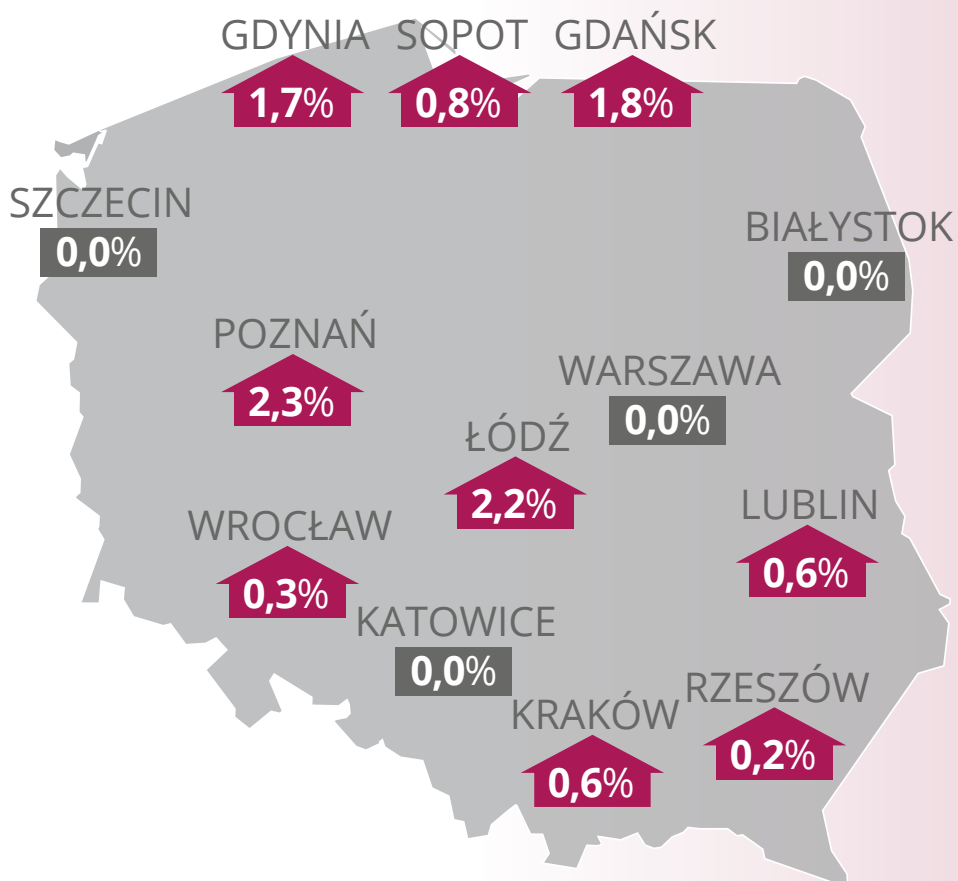 GDYNIA SOPOT GDAŃSK
1,7% 0,8% 1,8%
SZCZECIN
0,0%
BIAŁYSTOK
0,0%
POZNAŃ
2,3%
WARSZAWA
0,0%
ŁÓDŹ
2,2%
LUBLIN
0,6%
WROCŁAW
0,3%
KATOWICE
0,0%
RZESZÓW
0,2%
KRAKÓW
0,6%